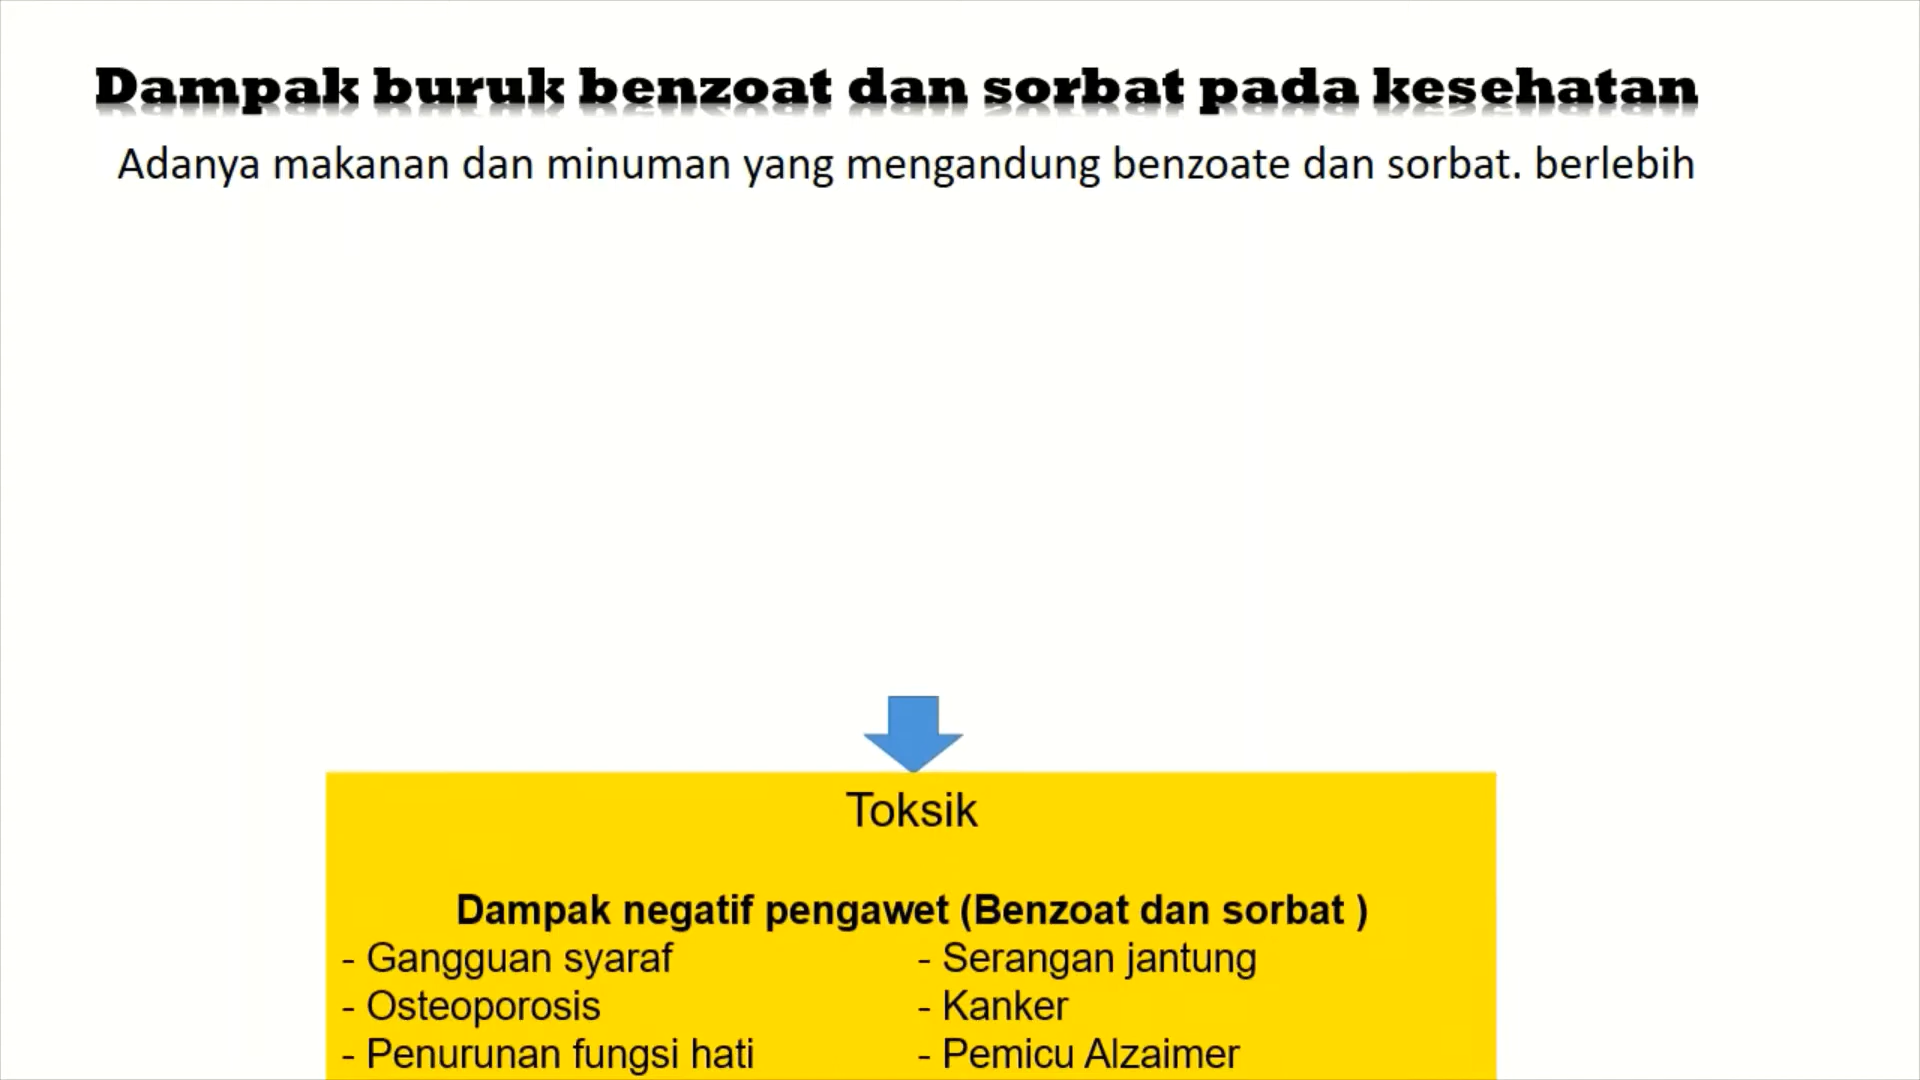 Dampak buruk benzoat dan sorbat pada kesehatan
Adanya makanan dan minuman yang mengandung benzoate dan sorbat. berlebih
Toksik
Dampak negatif pengawet (Benzoat dan sorbat )
- Gangguan syaraf
- Osteoporosis
- Penurunan fungsi hati
- Serangan jantung
- Kanker
- Pemicu Alzaimer